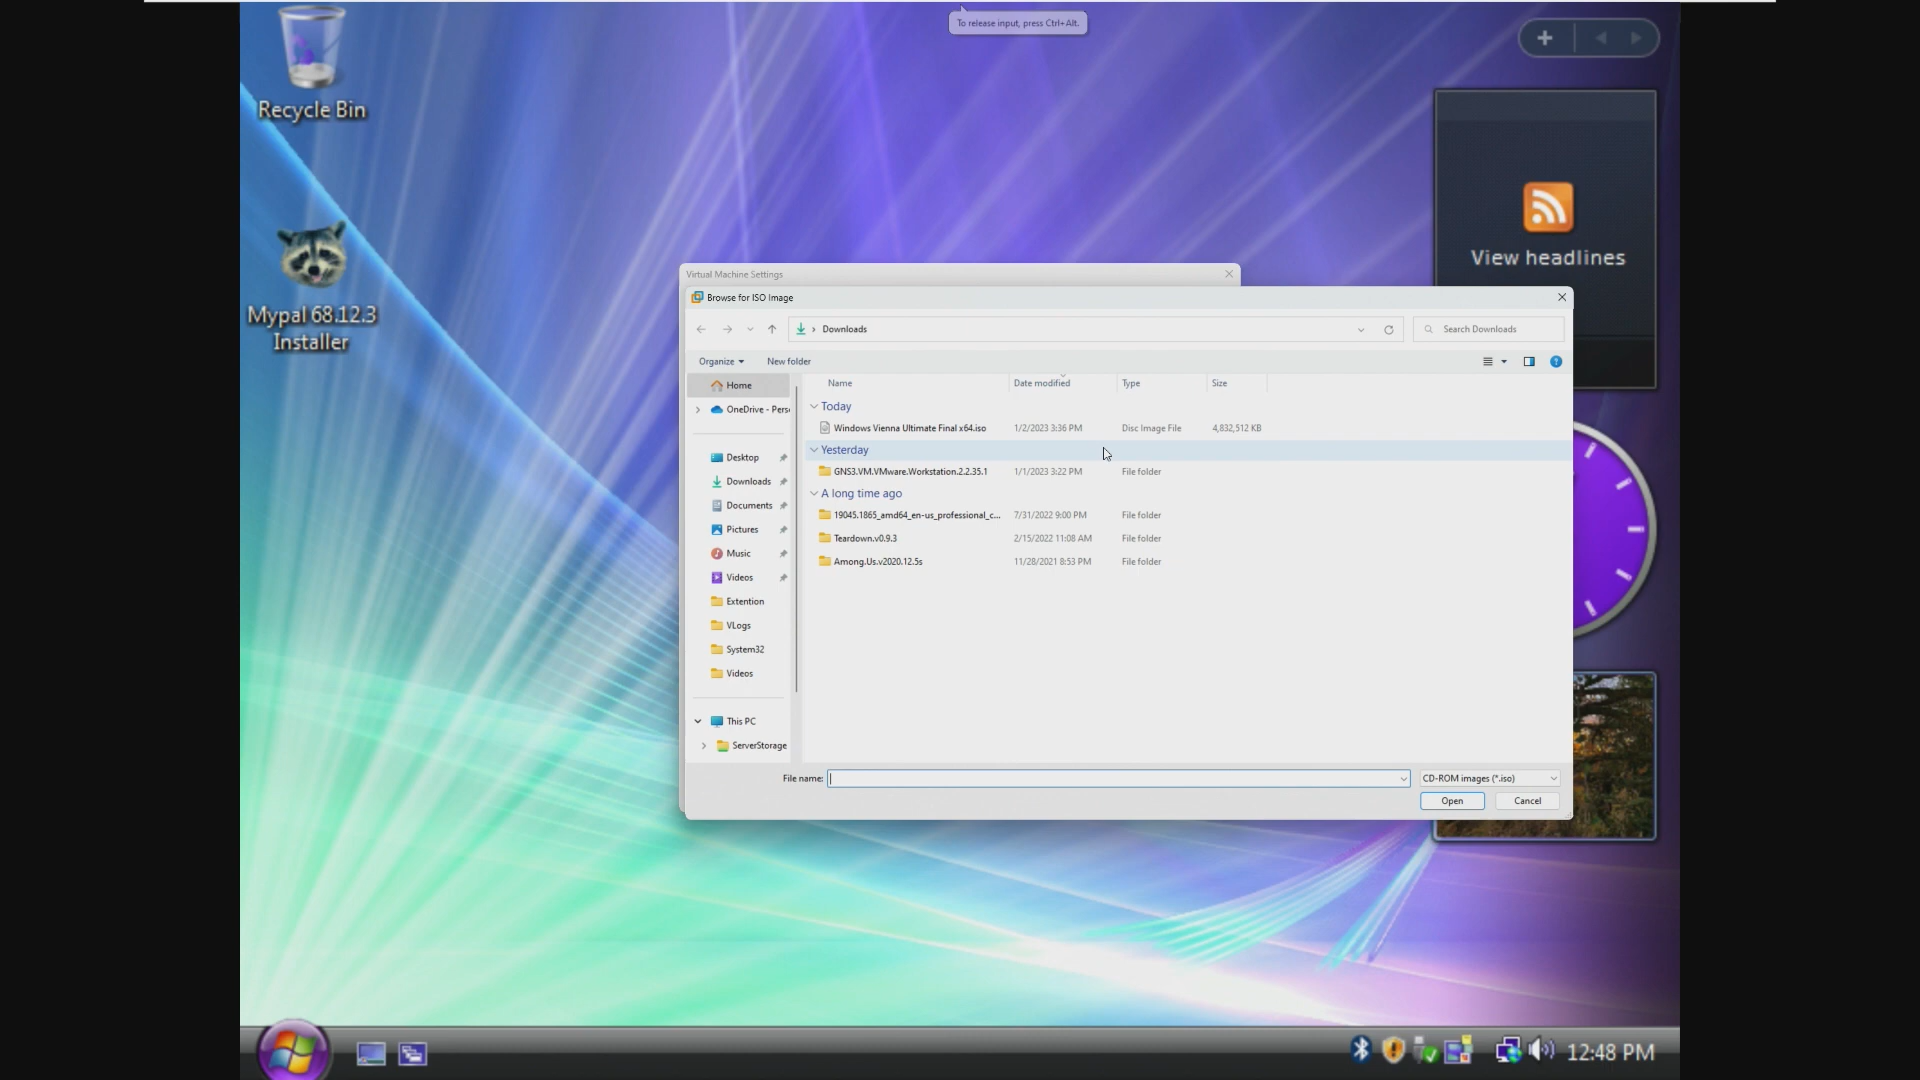 To release input, press Ctrl+Alt.
Recycle Bin
Mypal 68.12.3
Installer
View headlines
Virtual Machine Settings
Browse for ISO Image
Downloads
Search Downloads
Organize
New folder
Home
OneDrive - Pers
Desktop
Downloads
Documents
Pictures
Music
Videos
Extention
VLogs
System32
Videos
This PC
ServerStorage
Name Date modified Type Size
Today
Windows Vienna Ultimate Final x64.iso 1/2/2023 3:36 PM Disc Image File 4,832,512 KB
Yesterday
GNS3.VM.VMware.Workstation.2.2.35.1 1/1/2023 3:22 PM File folder
A long time ago
19045.1865_amd64_en-us_professional_c... 7/31/2022 9:00 PM File folder
Teardown.v0.9.3 2/15/2022 11:08 AM File folder
Among.Us.v2020.12.5s 11/28/2021 8:53 PM File folder
File name:
CD-ROM images (*.iso)
Open Cancel
12:48 PM